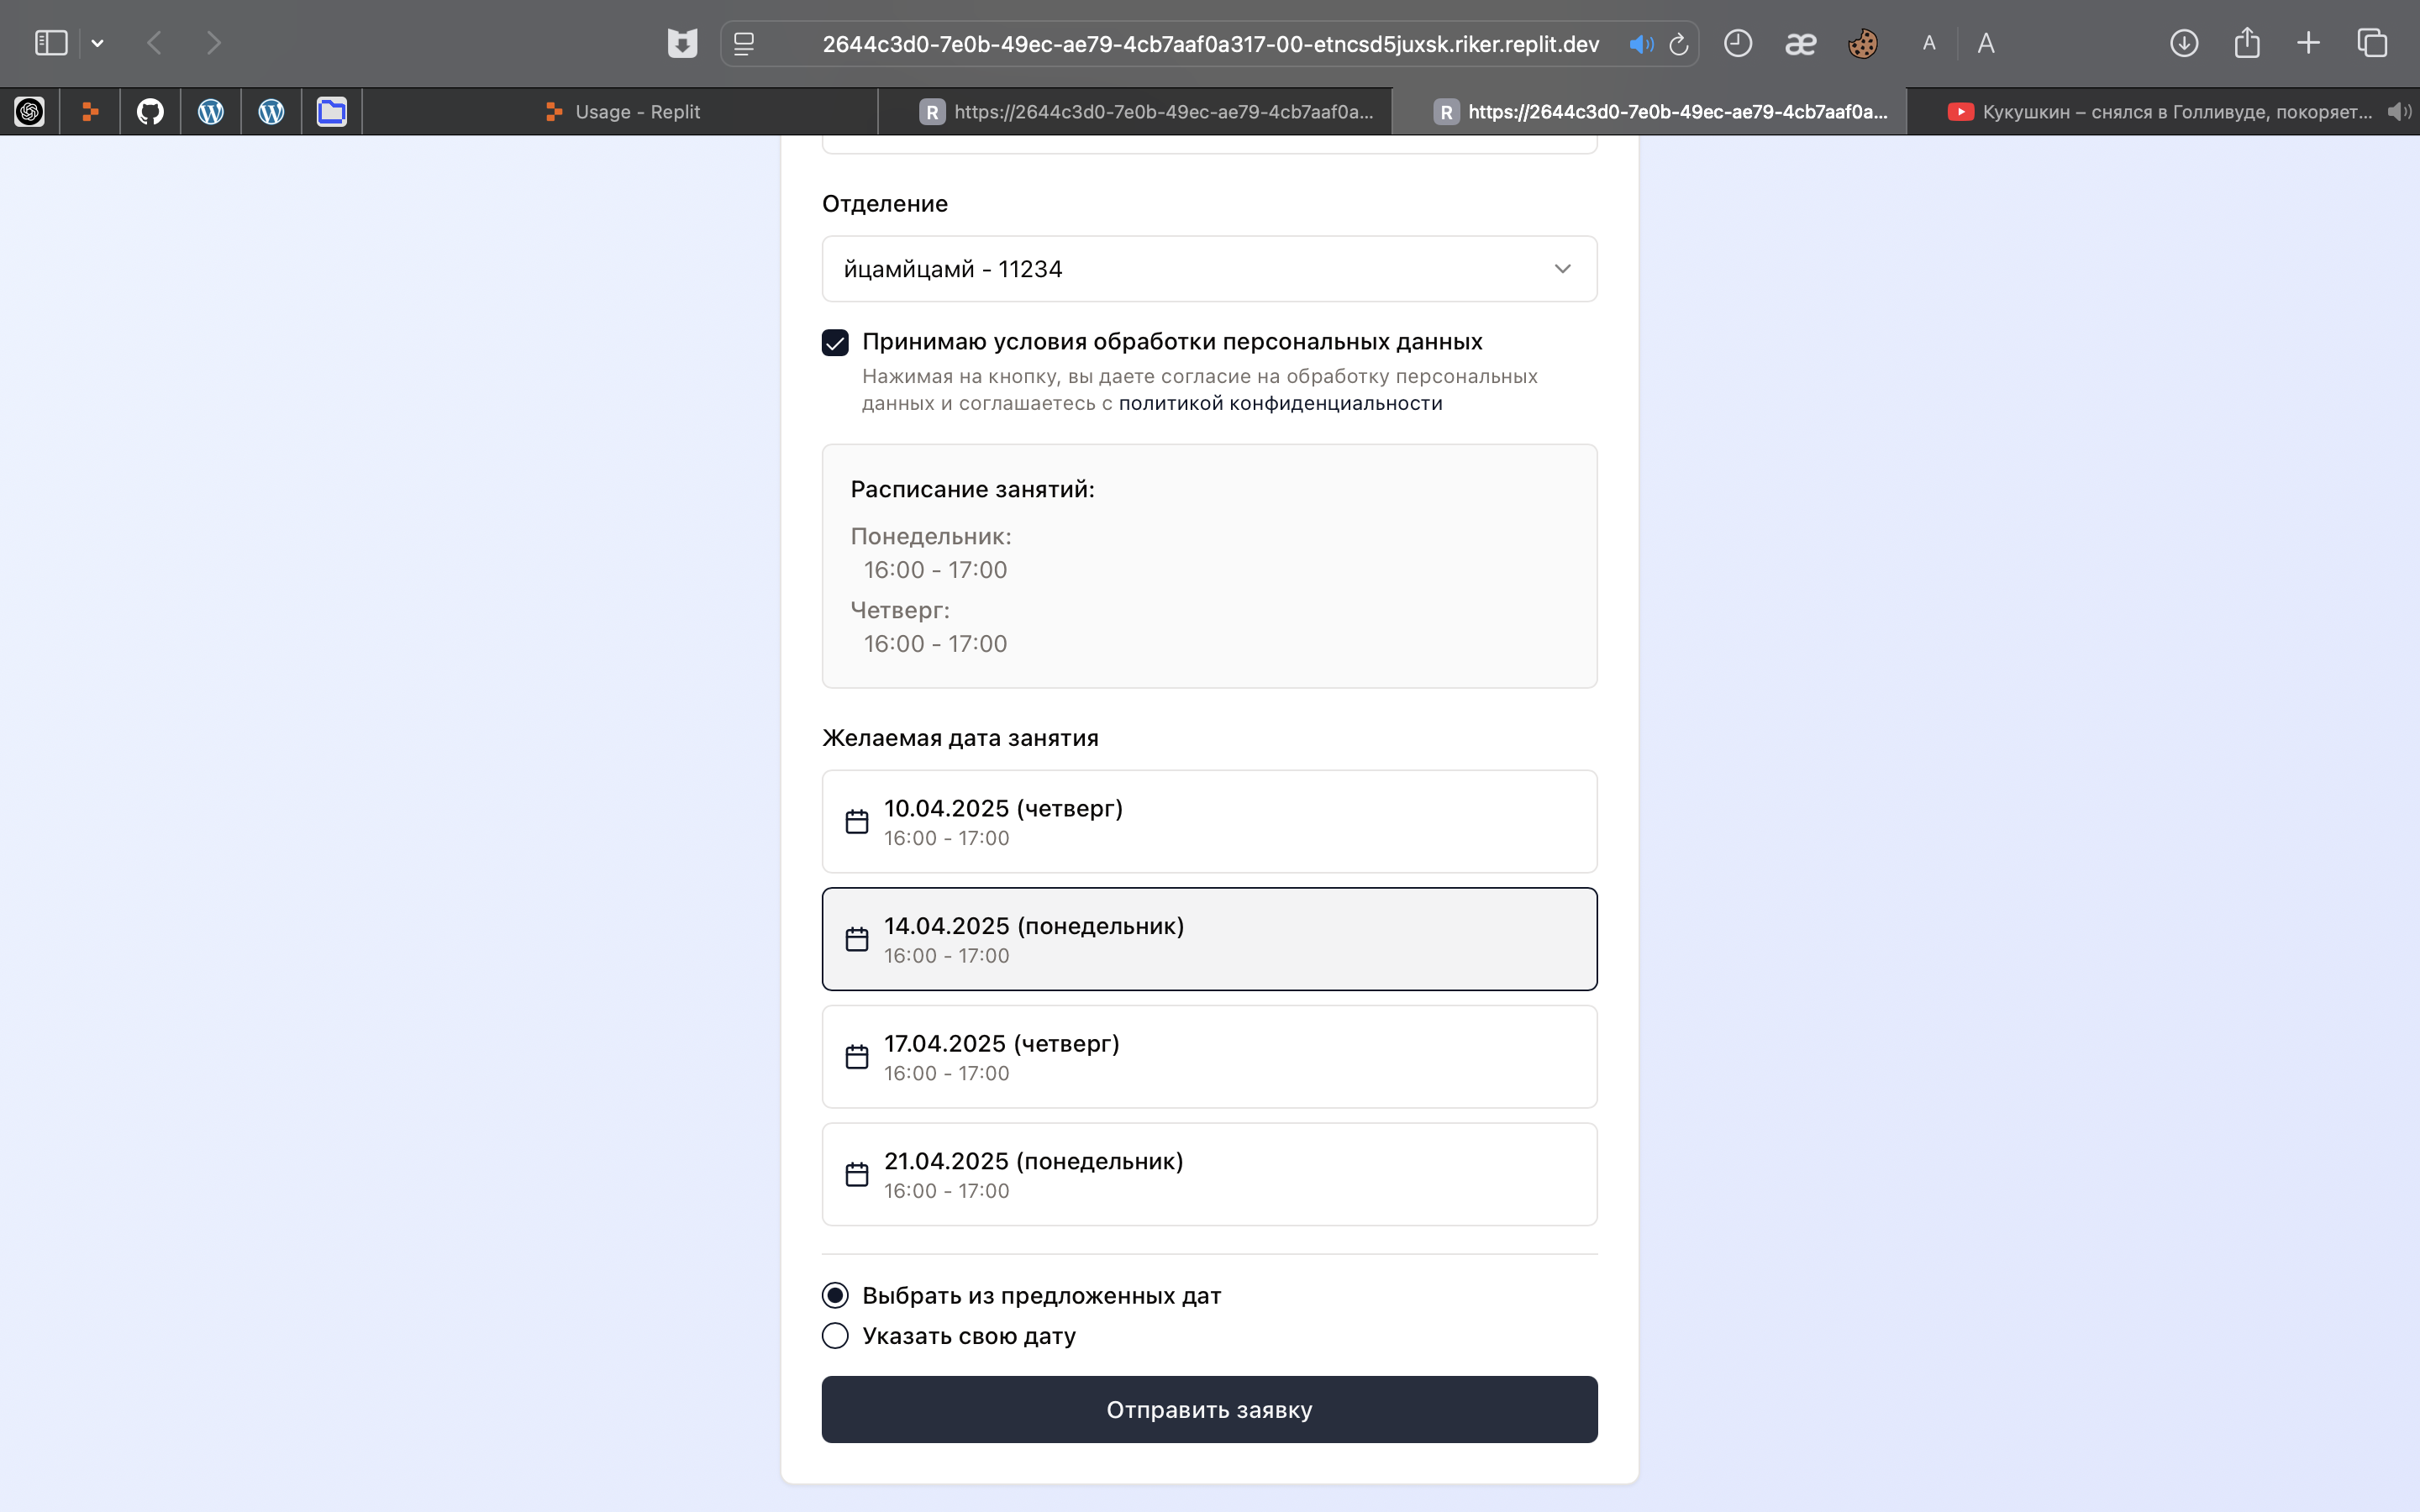 2644c3d0-7e0b-49ec-ae79-4cb7aaf0a317-00-etncsd5juxsk.riker.replit.dev
æ
A
A
Usage - Replit
R
https://2644c3d0-7e0b-49ec-ae79-4cb7aaf0a...
R
https://2644c3d0-7e0b-49ec-ae79-4cb7aaf0a...
Кукушкин – снялся в Голливуде, покоряет...
Отделение
йцамйцамй - 11234
Принимаю условия обработки персональных данных
Нажимая на кнопку, вы даете согласие на обработку персональных
данных и соглашаетесь с политикой конфиденциальности
Расписание занятий:
Понедельник:
16:00 - 17:00
Четверг:
16:00 - 17:00
Желаемая дата занятия
10.04.2025 (четверг)
16:00 - 17:00
14.04.2025 (понедельник)
16:00 - 17:00
17.04.2025 (четверг)
16:00 - 17:00
21.04.2025 (понедельник)
16:00 - 17:00
Выбрать из предложенных дат
Указать свою дату
Отправить заявку